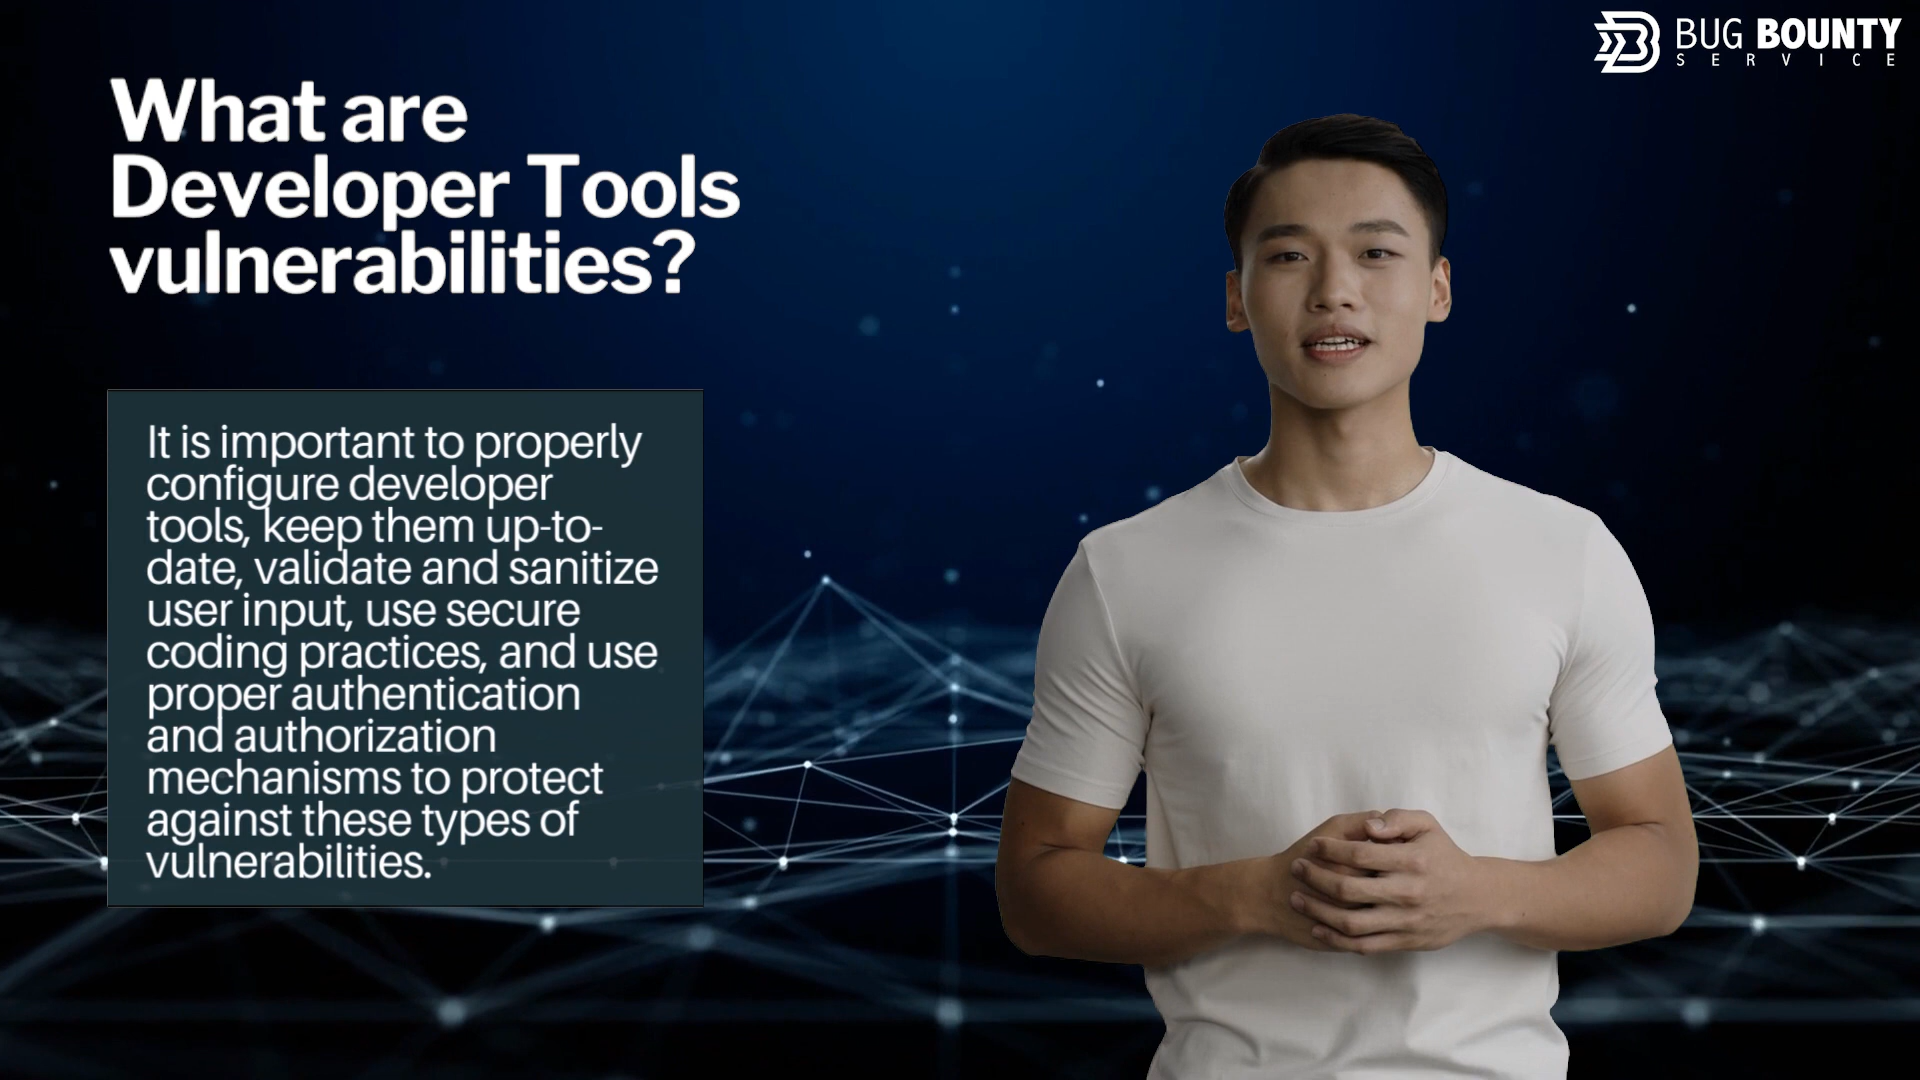 BUG BOUNTY
SERVICE
What are
Developer Tools
vulnerabilities?
It is important to properly
configure developer
tools, keep them up-to-
date, validate and sanitize
user input, use secure
coding practices, and use
proper authentication
and authorization
mechanisms to protect
against these types of
vulnerabilities.